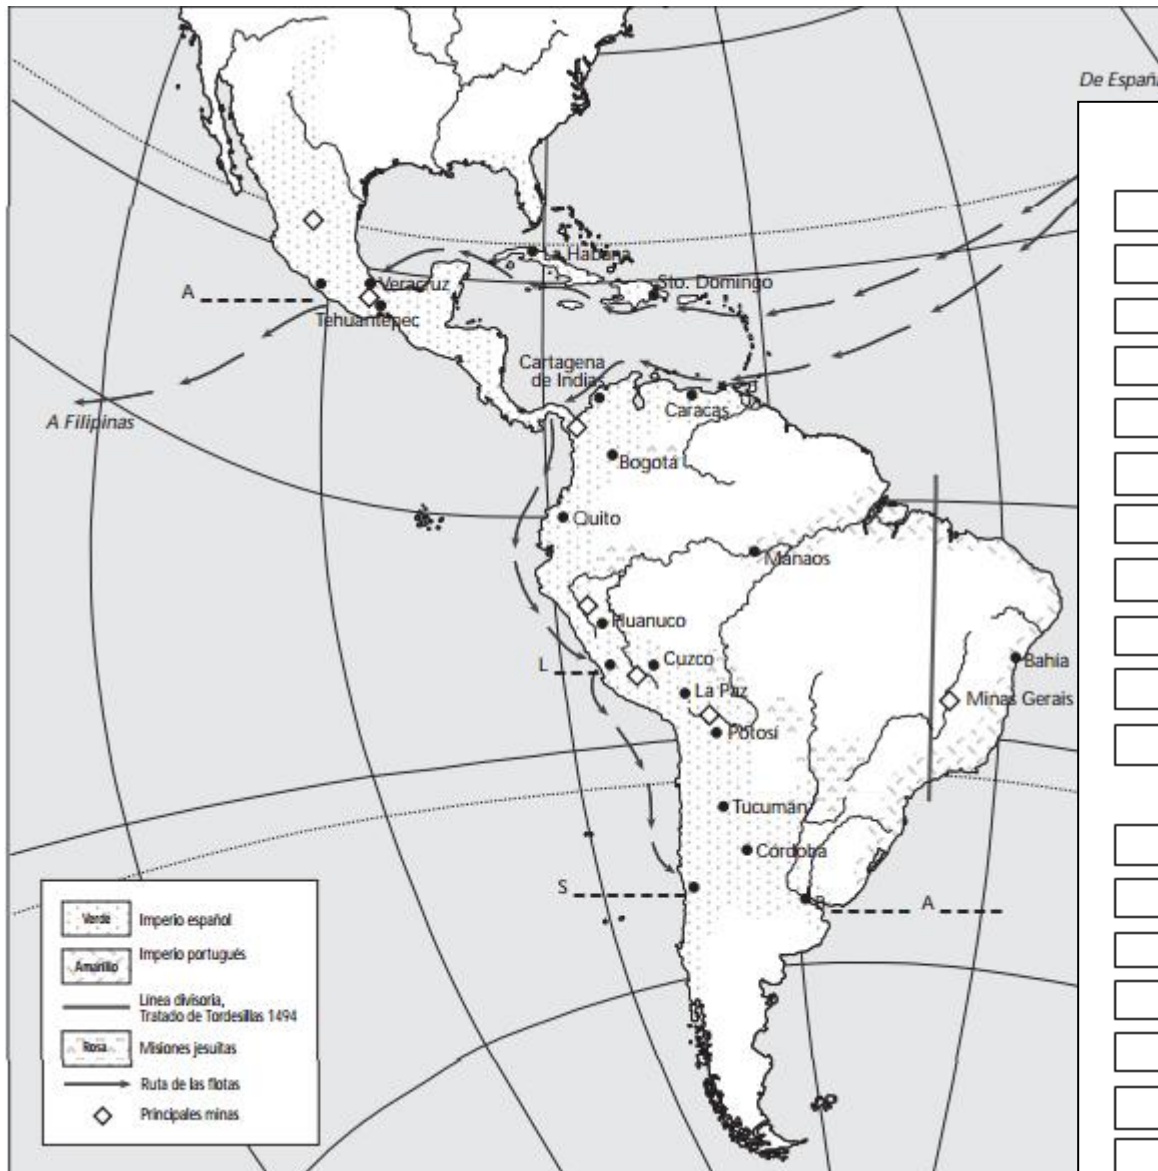 De Españ
La Habana
A
Veracruz
Sto. Domingo
Tehuantepec
Cartagena
de Indias
Caracas
A Filipinas
Bogotá
Quito
Manaos
Huanuco
L
Cuzco
Bahía
La Paz
Minas Gerais
Potosí
Tucumán
Córdoba
S
B
A
Verde
Imperio español
Amarillo
Imperio portugués
Línea divisoria,
Tratado de Tordesillas 1494
Rosa
Misiones jesuitas
Ruta de las flotas
Principales minas